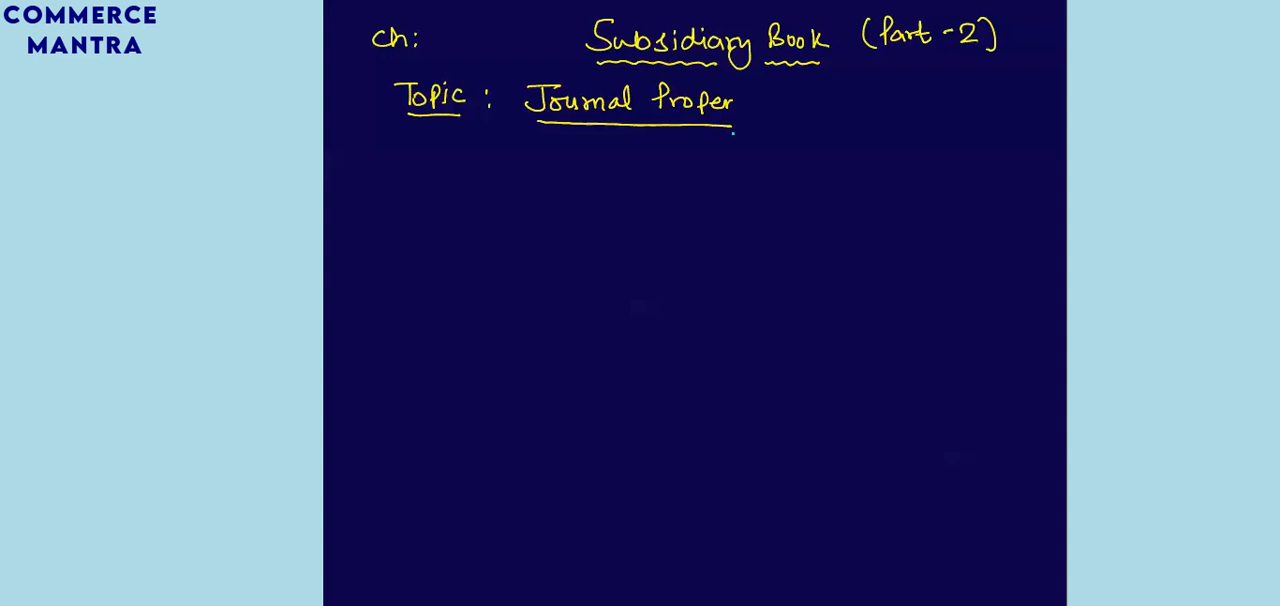 COMMERCE
MANTRA
Ch: Subsidiary Book (Part-2)
Topic : Journal Proper